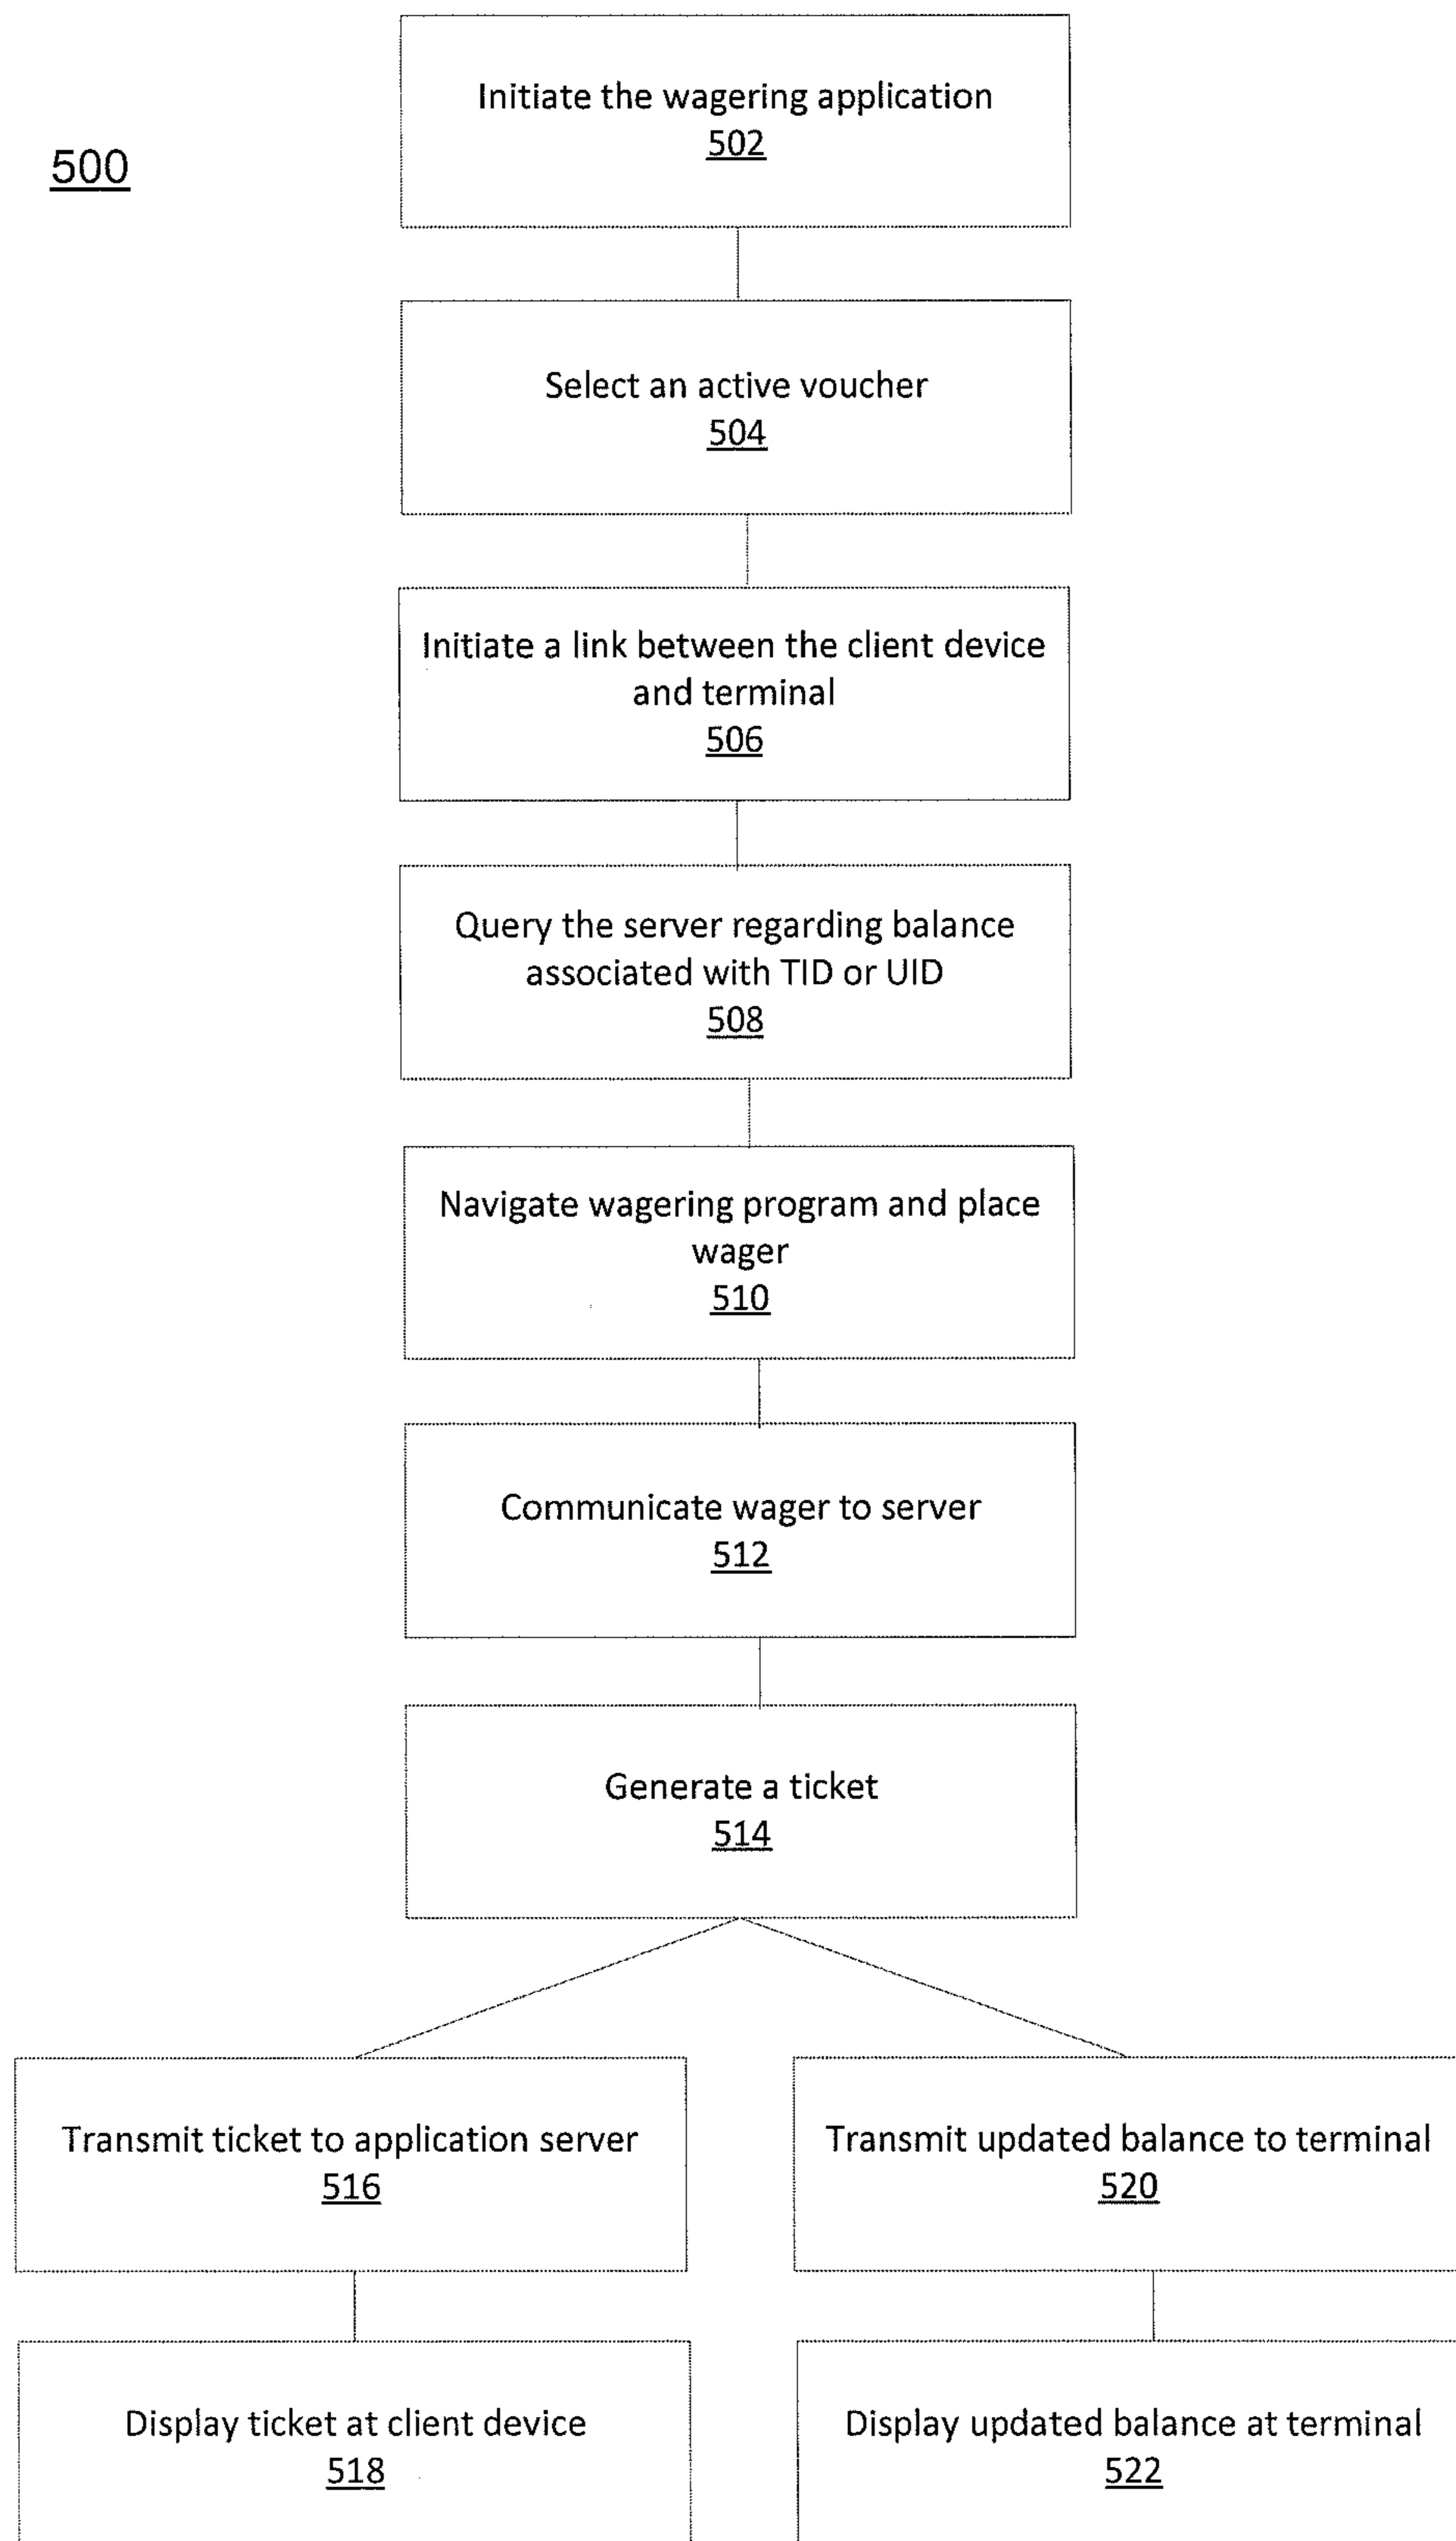 500
Initiate the wagering application
502
Select an active voucher
504
Initiate a link between the client device
and terminal
506
Query the server regarding balance
associated with TID or UID
508
Navigate wagering program and place
wager
510
Communicate wager to server
512
Generate a ticket
514
Transmit ticket to application server
516
Transmit updated balance to terminal
520
Display ticket at client device
518
Display updated balance at terminal
522